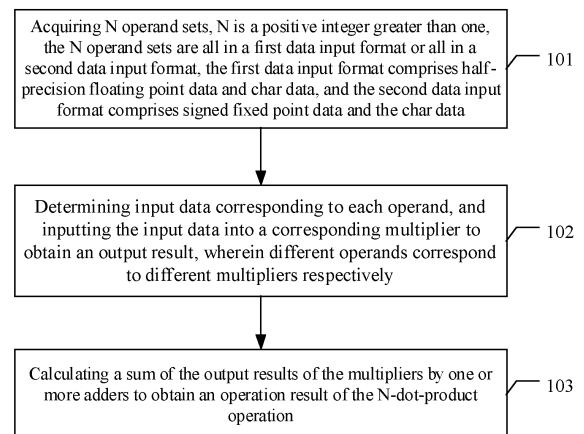 Acquiring N operand sets, N is a positive integer greater than one,
the N operand sets are all in a first data input format or all in a
second data input format, the first data input format comprises half-
precision floating point data and char data, and the second data input
format comprises signed fixed point data and the char data
101
Determining input data corresponding to each operand, and
inputting the input data into a corresponding multiplier to
obtain an output result, wherein different operands correspond
to different multipliers respectively
102
Calculating a sum of the output results of the multipliers by one or
more adders to obtain an operation result of the N-dot-product
operation
103